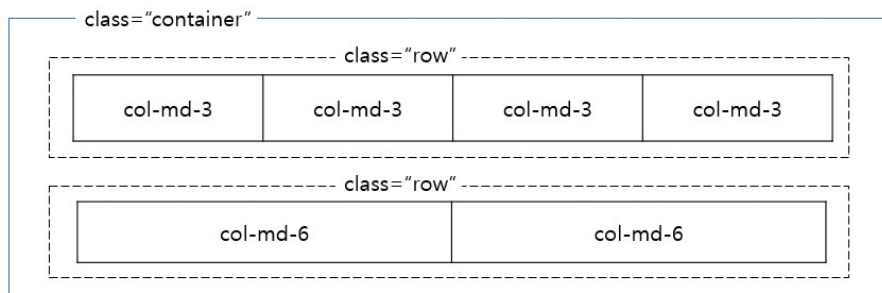 class="container"
class="row"
col-md-3 col-md-3 col-md-3 col-md-3
class="row"
col-md-6 col-md-6